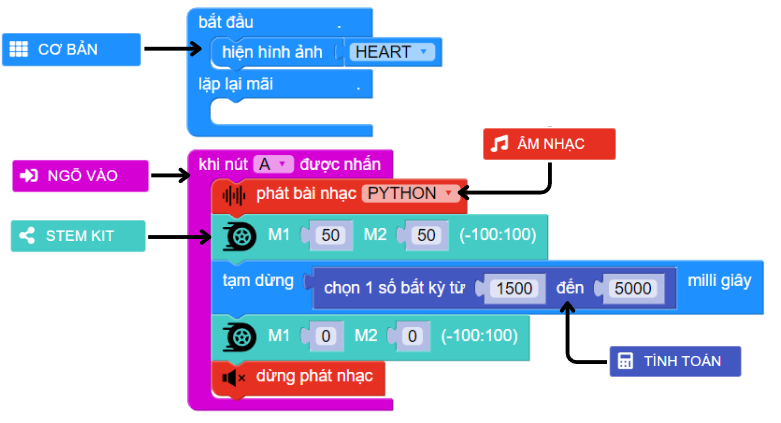 bắt đầu .
CƠ BẢN
hiện hình ảnh HEART
lặp lại mãi .
ÂM NHẠC
khi nút A được nhấn
NGÕ VÀO
phát bài nhạc PYTHON
STEM KIT
M1 50 M2 50 (-100:100)
tạm dừng chọn 1 số bất kỳ từ 1500 đến 5000 milli giây
M1 0 M2 0 (-100:100)
TÍNH TOÁN
dừng phát nhạc